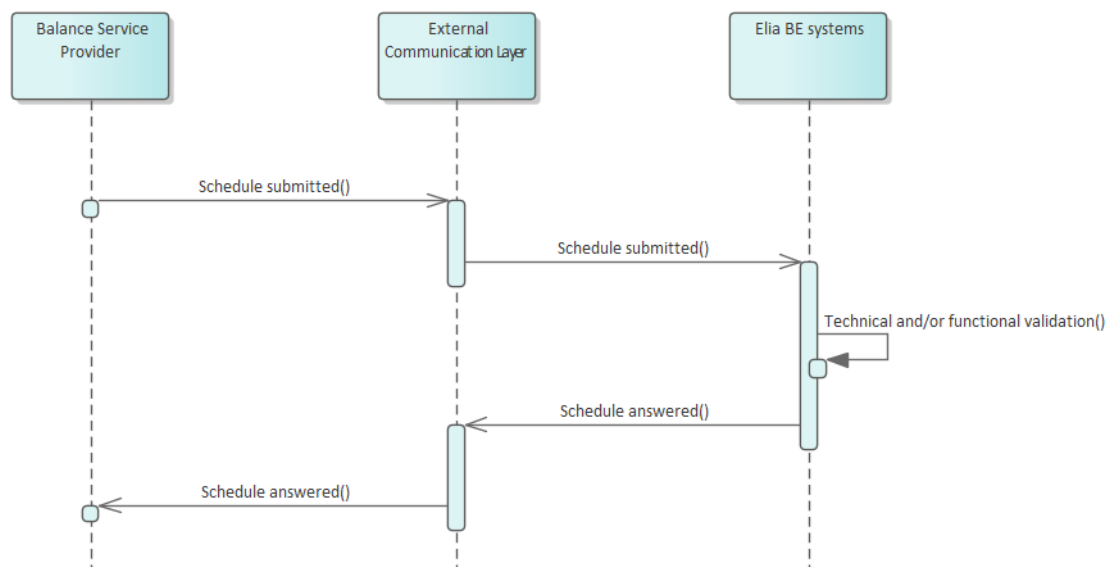 Balance Service
Provider
External
Communication Layer
Elia BE systems
Schedule submitted()
Schedule submitted()
Technical and/or functional validation()
Schedule answered()
Schedule answered()